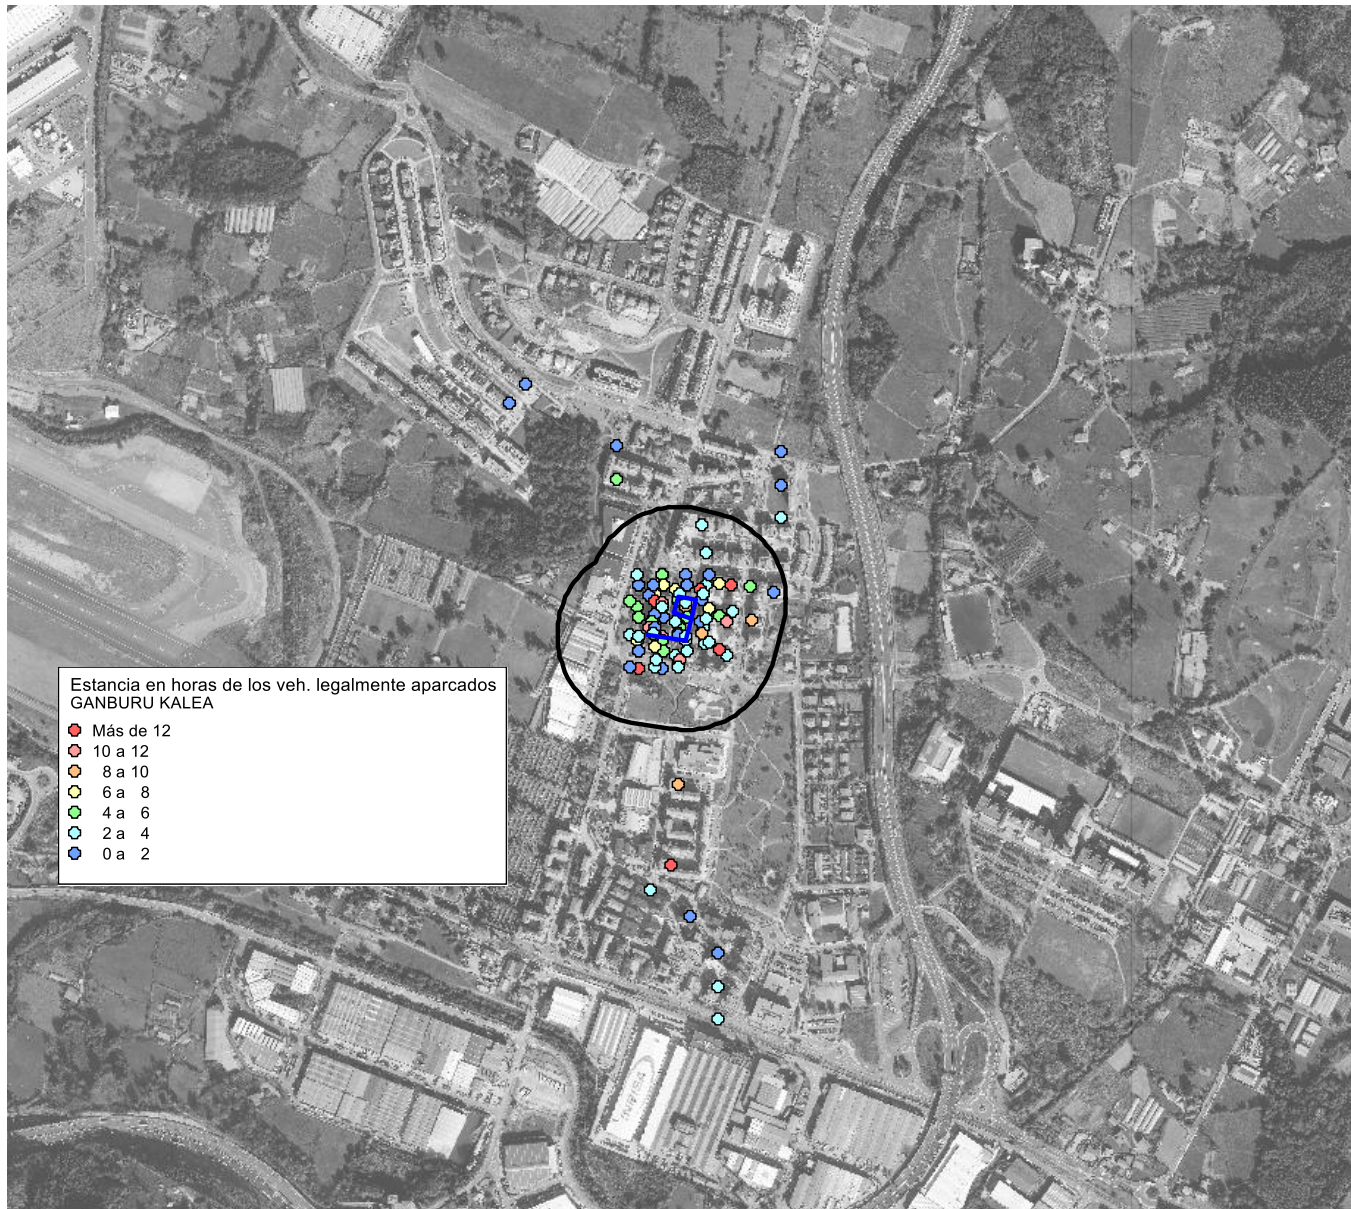 Estancia en horas de los veh. legalmente aparcados
GANBURU KALEA
Más de 12
10 a 12
8 a 10
6 a 8
4 a 6
2 a 4
0 a 2